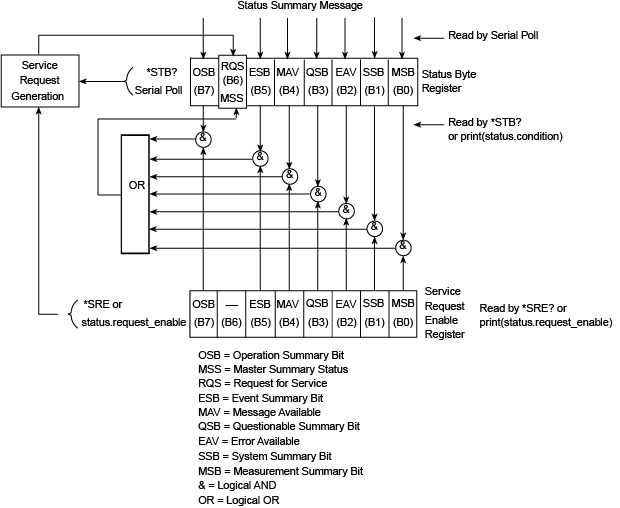 Status Summary Message
Read by Serial Poll
Service
Request
Generation
*STB?
Serial Poll
OSB
(B7)
RQS
(B6)
MSS
ESB
(B5)
MAV
(B4)
QSB
(B3)
EAV
(B2)
SSB
(B1)
MSB
(B0)
Status Byte
Register
Read by *STB?
or print(status.condition)
OR
&
&
&
&
&
&
&
*SRE or
status.request_enable
OSB
(B7)
—
(B6)
ESB
(B5)
MAV
(B4)
QSB
(B3)
EAV
(B2)
SSB
(B1)
MSB
(B0)
Service
Request
Enable
Register
Read by *SRE? or
print(status.request_enable)
OSB = Operation Summary Bit
MSS = Master Summary Status
RQS = Request for Service
ESB = Event Summary Bit
MAV = Message Available
QSB = Questionable Summary Bit
EAV = Error Available
SSB = System Summary Bit
MSB = Measurement Summary Bit
& = Logical AND
OR = Logical OR